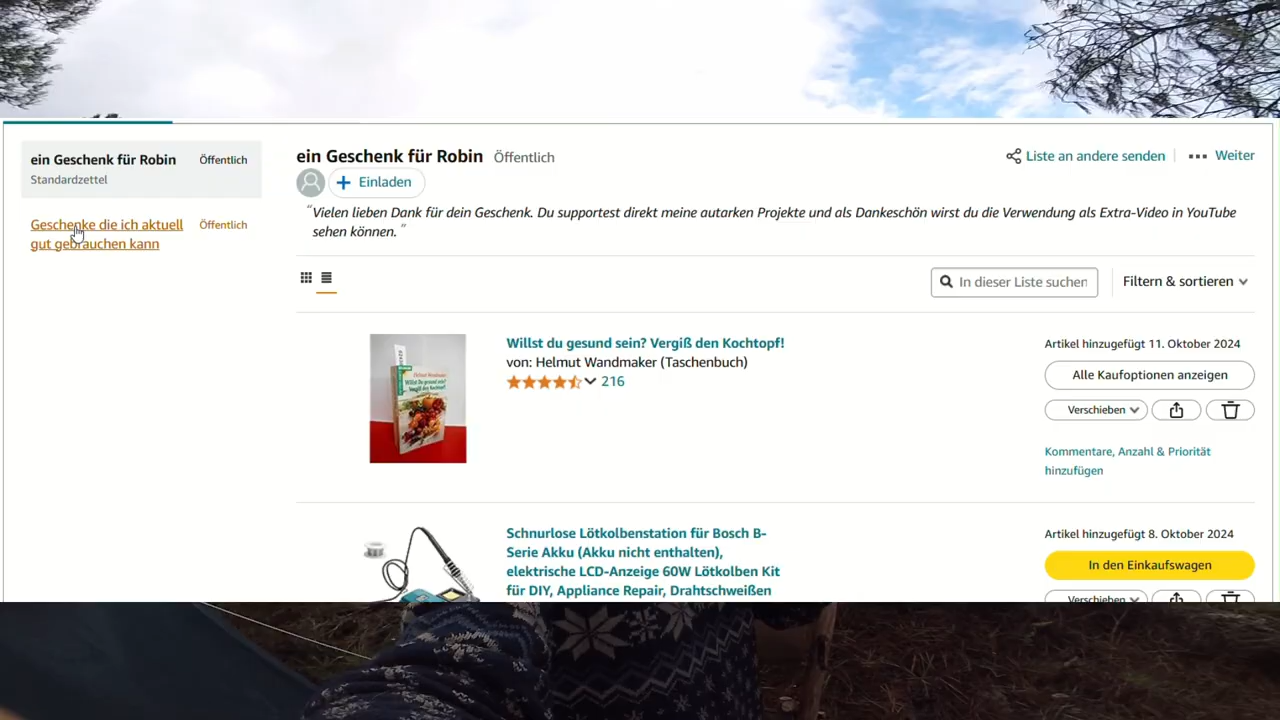 ein Geschenk für Robin Öffentlich
Standardzettel
Geschenke die ich aktuell Öffentlich
gut gebrauchen kann
ein Geschenk für Robin Öffentlich
Liste an andere senden
Weiter
Einladen
"Vielen lieben Dank für dein Geschenk. Du supportest direkt meine autarken Projekte und als Dankeschön wirst du die Verwendung als Extra-Video in YouTube
sehen können."
In dieser Liste suchen
Filtern & sortieren
Willst du gesund sein? Vergiß den Kochtopf!
von: Helmut Wandmaker (Taschenbuch)
216
Artikel hinzugefügt 11. Oktober 2024
Alle Kaufoptionen anzeigen
Verschieben
Kommentare, Anzahl & Priorität
hinzufügen
Schnurlose Lötkolbenstation für Bosch B-
Serie Akku (Akku nicht enthalten),
elektrische LCD-Anzeige 60W Lötkolben Kit
für DIY, Appliance Repair, Drahtschweißen
Artikel hinzugefügt 8. Oktober 2024
In den Einkaufswagen
Verschieben